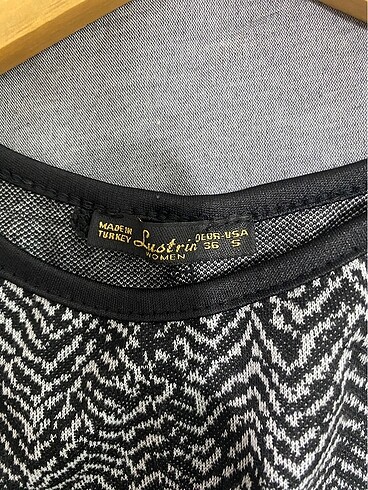 MADE IN
TURKEY
Lustrin
WOMEN
EUR-USA
36 S